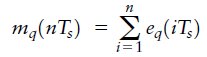 $m_q(nT_s) = \sum_{i=1}^{n} e_q(iT_s)$